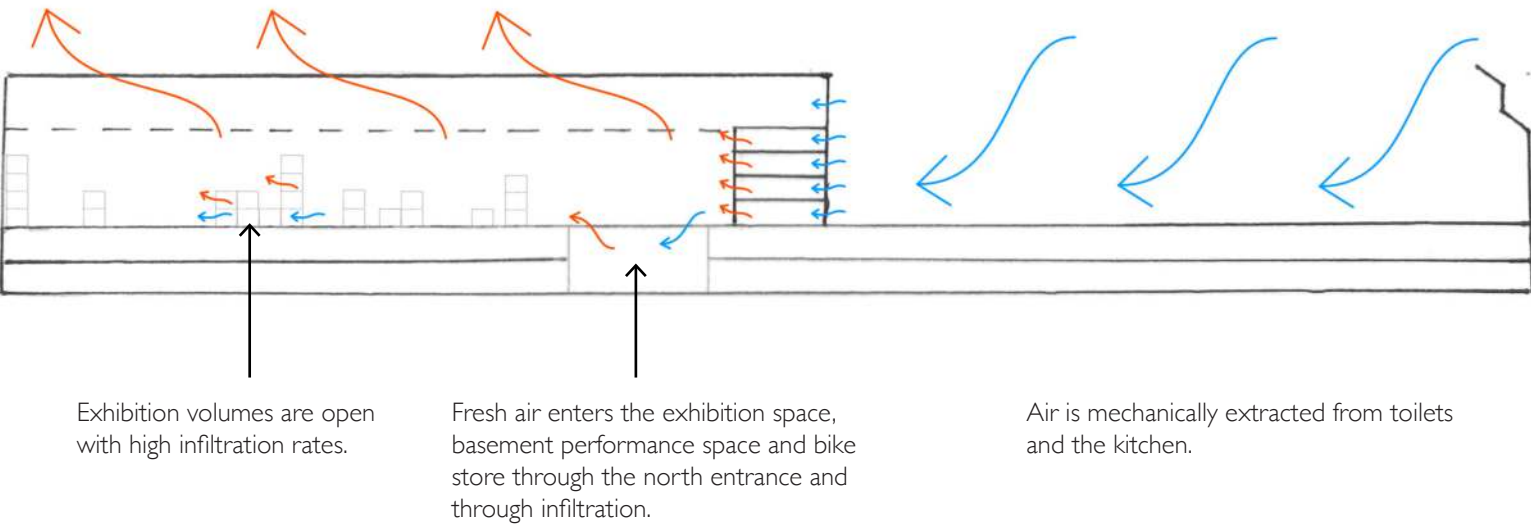 Exhibition volumes are open
with high infiltration rates.
Fresh air enters the exhibition space,
basement performance space and bike
store through the north entrance and
through infiltration.
Air is mechanically extracted from toilets
and the kitchen.